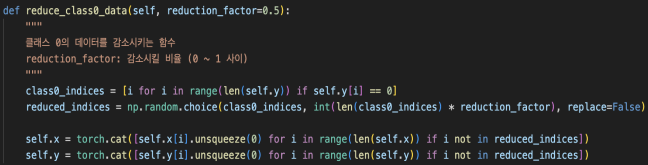 def reduce_class0_data(self, reduction_factor=0.5):
"""
클래스 0의 데이터를 감소시키는 함수
reduction_factor: 감소시킬 비율 (0 ~ 1 사이)
"""
class0_indices = [i for i in range(len(self.y)) if self.y[i] == 0]
reduced_indices = np.random.choice(class0_indices, int(len(class0_indices) * reduction_factor), replace=False)
self.x = torch.cat([self.x[i].unsqueeze(0) for i in range(len(self.x)) if i not in reduced_indices])
self.y = torch.cat([self.y[i].unsqueeze(0) for i in range(len(self.y)) if i not in reduced_indices])